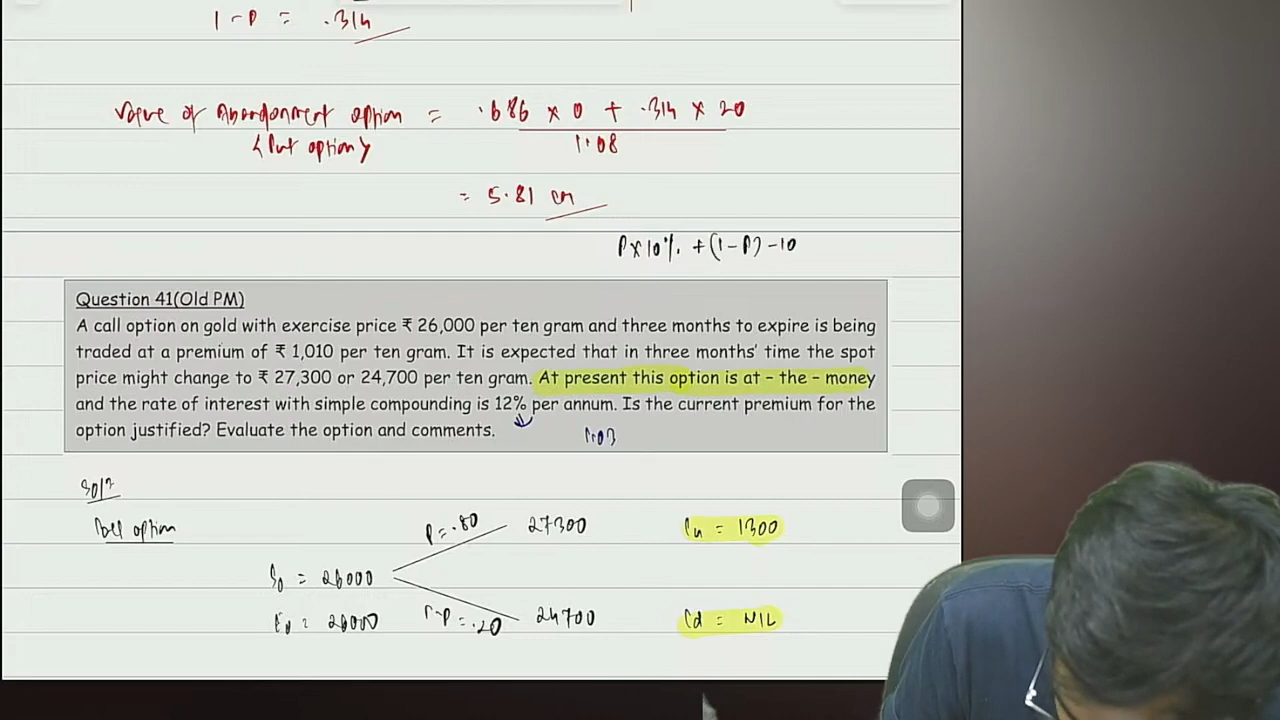 1 - P = .314
Value of Abandonment option = .686 × 0 + .314 × 20
<Put option> 1.08
= 5.81 cr
P×10% + (1-P) -10
Question 41(Old PM)
A call option on gold with exercise price ₹ 26,000 per ten gram and three months to expire is being
traded at a premium of ₹ 1,010 per ten gram. It is expected that in three months' time the spot
price might change to ₹ 27,300 or 24,700 per ten gram. At present this option is at – the – money
and the rate of interest with simple compounding is 12% per annum. Is the current premium for the
option justified? Evaluate the option and comments.
1.03
Soln
Call option P = .80 27300 Cu = 1300
S0 = 26000
E0 = 26000 1-P = .20 24700 Cd = NIL